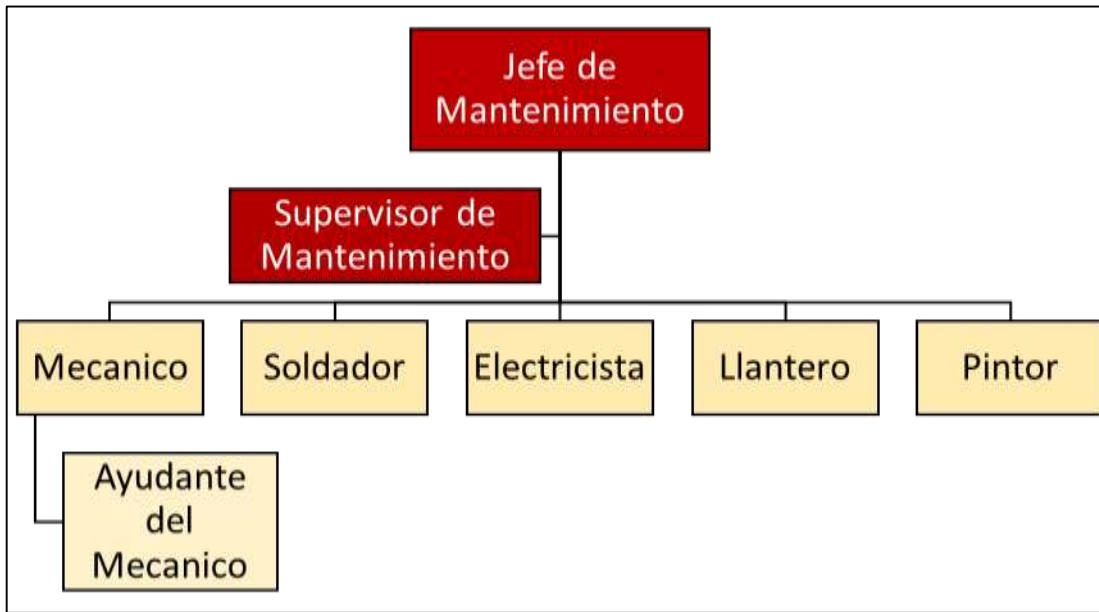 Jefe de
Mantenimiento
Supervisor de
Mantenimiento
Mecanico
Soldador
Electricista
Llantero
Pintor
Ayudante
del
Mecanico